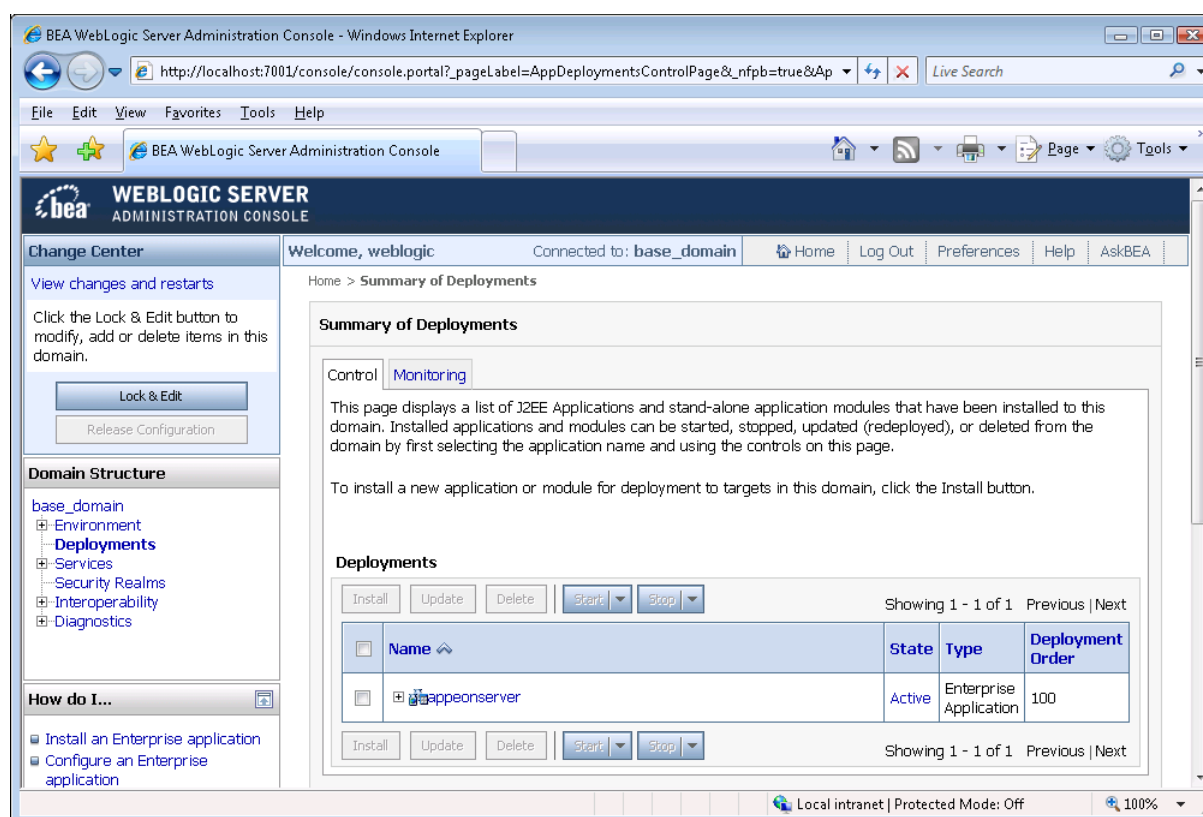 BEA WebLogic Server Administration Console - Windows Internet Explorer
http://localhost:7001/console/console.portal?_pageLabel=AppDeploymentsControlPage&_nfpb=true&Ap
Live Search
File Edit View Favorites Tools Help
BEA WebLogic Server Administration Console
Page Tools
bea WEBLOGIC SERVER
ADMINISTRATION CONSOLE
Change Center
View changes and restarts
Click the Lock & Edit button to
modify, add or delete items in this
domain.
Lock & Edit
Release Configuration
Domain Structure
base_domain
Environment
Deployments
Services
Security Realms
Interoperability
Diagnostics
How do I...
Install an Enterprise application
Configure an Enterprise
application
Welcome, weblogic Connected to: base_domain Home Log Out Preferences Help AskBEA
Home > Summary of Deployments
Summary of Deployments
Control Monitoring
This page displays a list of J2EE Applications and stand-alone application modules that have been installed to this
domain. Installed applications and modules can be started, stopped, updated (redeployed), or deleted from the
domain by first selecting the application name and using the controls on this page.
To install a new application or module for deployment to targets in this domain, click the Install button.
Deployments
Install Update Delete Start Stop Showing 1 - 1 of 1 Previous | Next
Name State Type Deployment
Order
appeonserver Active Enterprise
Application 100
Install Update Delete Start Stop Showing 1 - 1 of 1 Previous | Next
Local intranet | Protected Mode: Off 100%